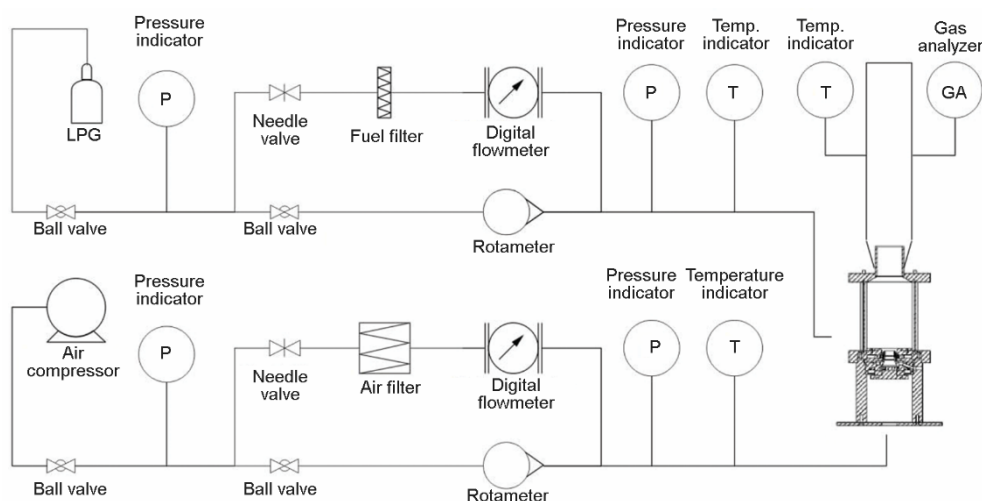 Pressure
indicator
P
LPG
Ball valve
Needle
valve
Fuel filter
Digital
flowmeter
Ball valve
Rotameter
Pressure
indicator
P
Temp.
indicator
T
Temp.
indicator
T
Gas
analyzer
GA
Air
compressor
Pressure
indicator
P
Ball valve
Needle
valve
Air filter
Digital
flowmeter
Ball valve
Rotameter
Pressure
indicator
P
Temperature
indicator
T